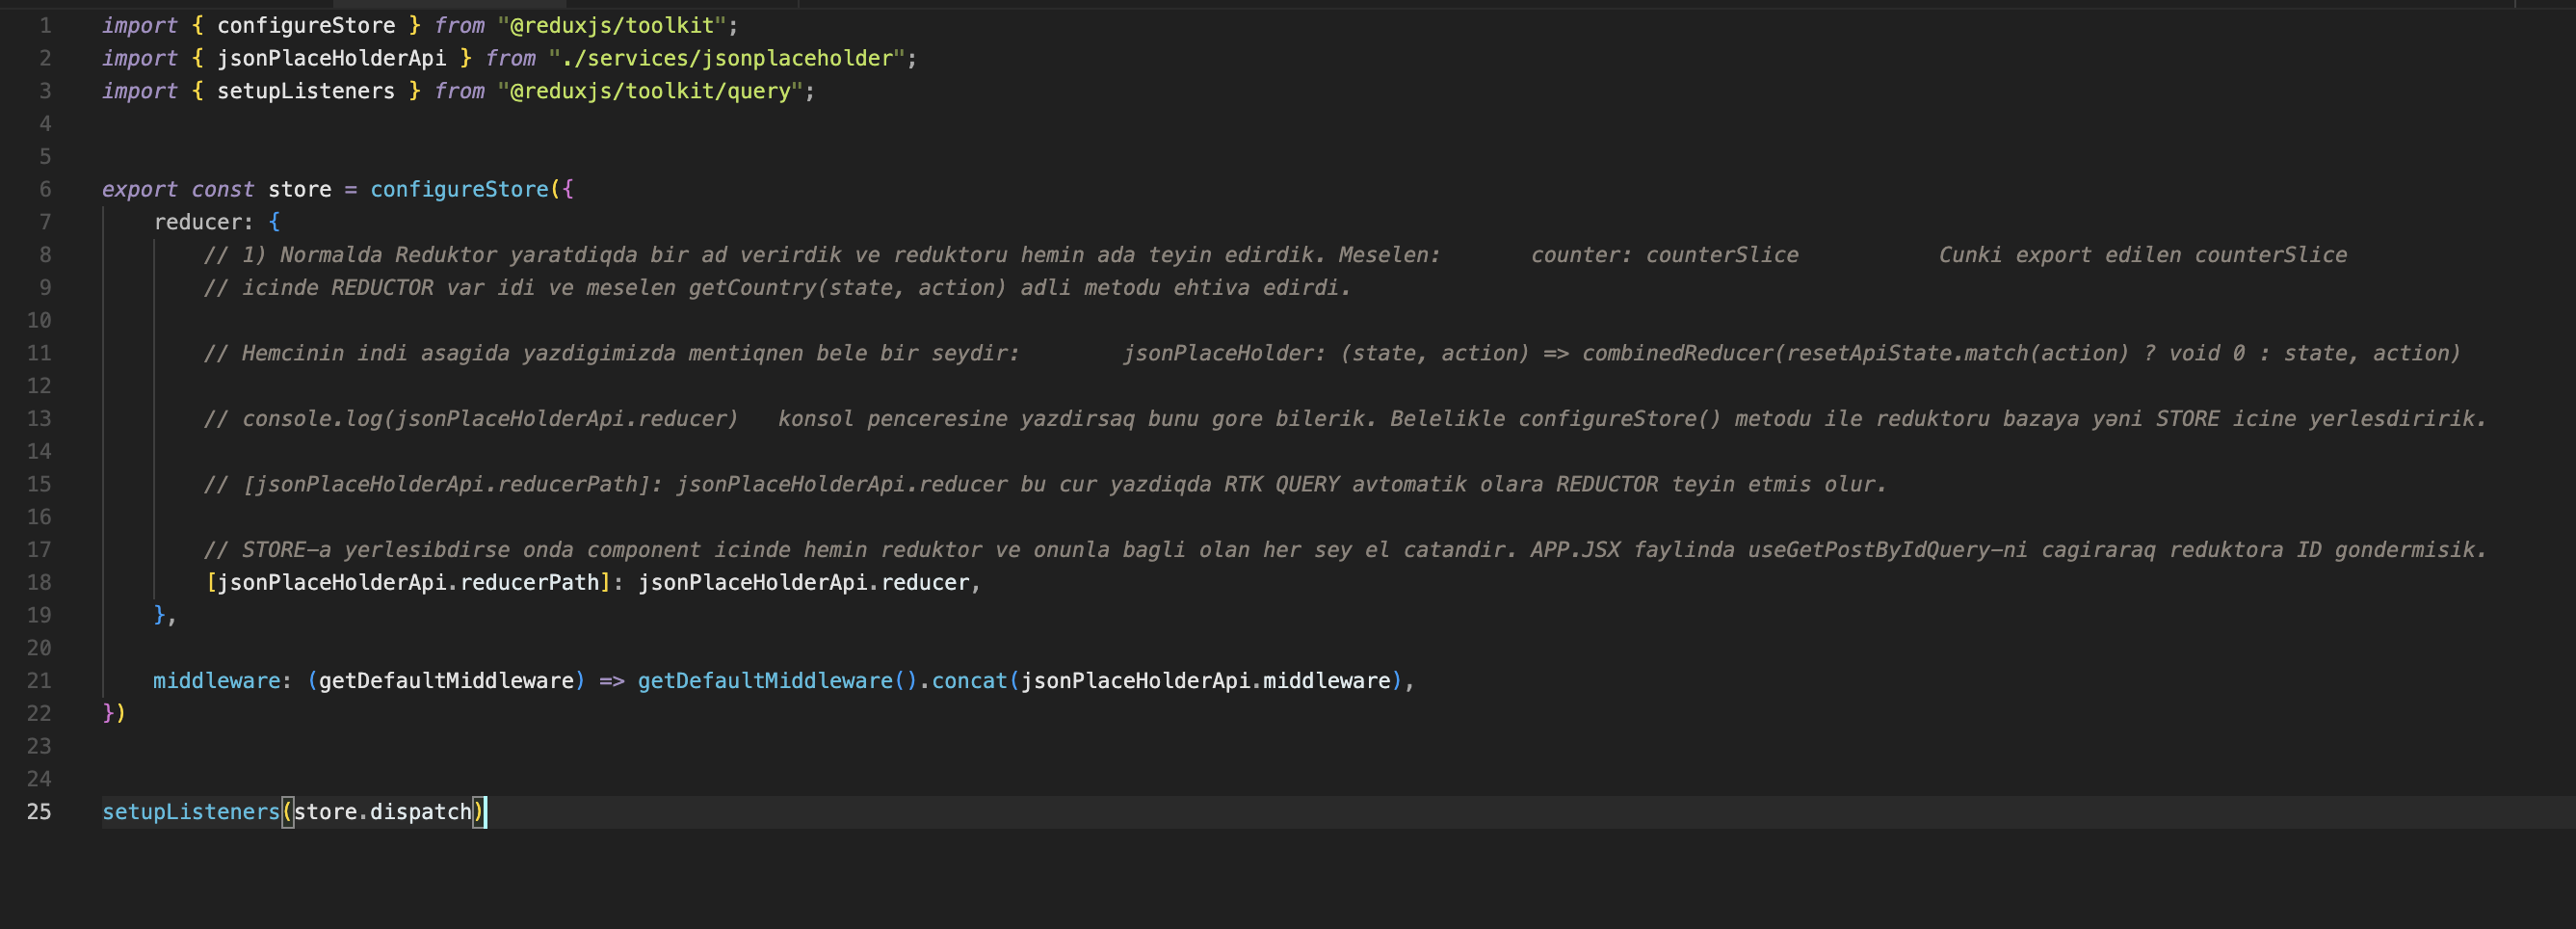 1 import { configureStore } from "@reduxjs/toolkit";
2 import { jsonPlaceHolderApi } from "./services/jsonplaceholder";
3 import { setupListeners } from "@reduxjs/toolkit/query";
4
5
6 export const store = configureStore({
7 reducer: {
8 // 1) Normalda Reduktor yaratdiqda bir ad verirdik ve reduktoru hemin ada teyin edirdik. Meselen: counter: counterSlice Cunki export edilen counterSlice
9 // icinde REDUCTOR var idi ve meselen getCountry(state, action) adli metodu ehtiva edirdi.
10
11 // Hemcinin indi asagida yazdigimizda mentiqnen bele bir seydir: jsonPlaceHolder: (state, action) => combinedReducer(resetApiState.match(action) ? void 0 : state, action)
12
13 // console.log(jsonPlaceHolderApi.reducer) konsol penceresine yazdirsaq bunu gore bilerik. Belelikle configureStore() metodu ile reduktoru bazaya yəni STORE icine yerlesdiririk.
14
15 // [jsonPlaceHolderApi.reducerPath]: jsonPlaceHolderApi.reducer bu cur yazdiqda RTK QUERY avtomatik olara REDUCTOR teyin etmis olur.
16
17 // STORE-a yerlesibdirse onda component icinde hemin reduktor ve onunla bagli olan her sey el catandir. APP.JSX faylinda useGetPostByIdQuery-ni cagiraraq reduktora ID gondermisik.
18 [jsonPlaceHolderApi.reducerPath]: jsonPlaceHolderApi.reducer,
19 },
20
21 middleware: (getDefaultMiddleware) => getDefaultMiddleware().concat(jsonPlaceHolderApi.middleware),
22 })
23
24
25 setupListeners(store.dispatch)